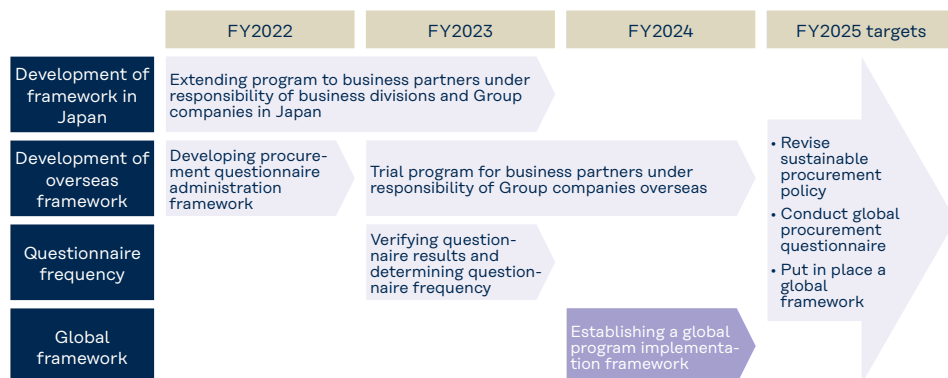 FY2022
FY2023
FY2024
FY2025 targets
Development of
framework in
Japan
Extending program to business partners under
responsibility of business divisions and Group
companies in Japan
Development of
overseas
framework
Developing procure-
ment questionnaire
administration
framework
Trial program for business partners under
responsibility of Group companies overseas
Questionnaire
frequency
Verifying question-
naire results and
determining question-
naire frequency
Global
framework
Establishing a global
program implementa-
tion framework
• Revise
sustainable
procurement
policy
• Conduct global
procurement
questionnaire
• Put in place a
global
framework